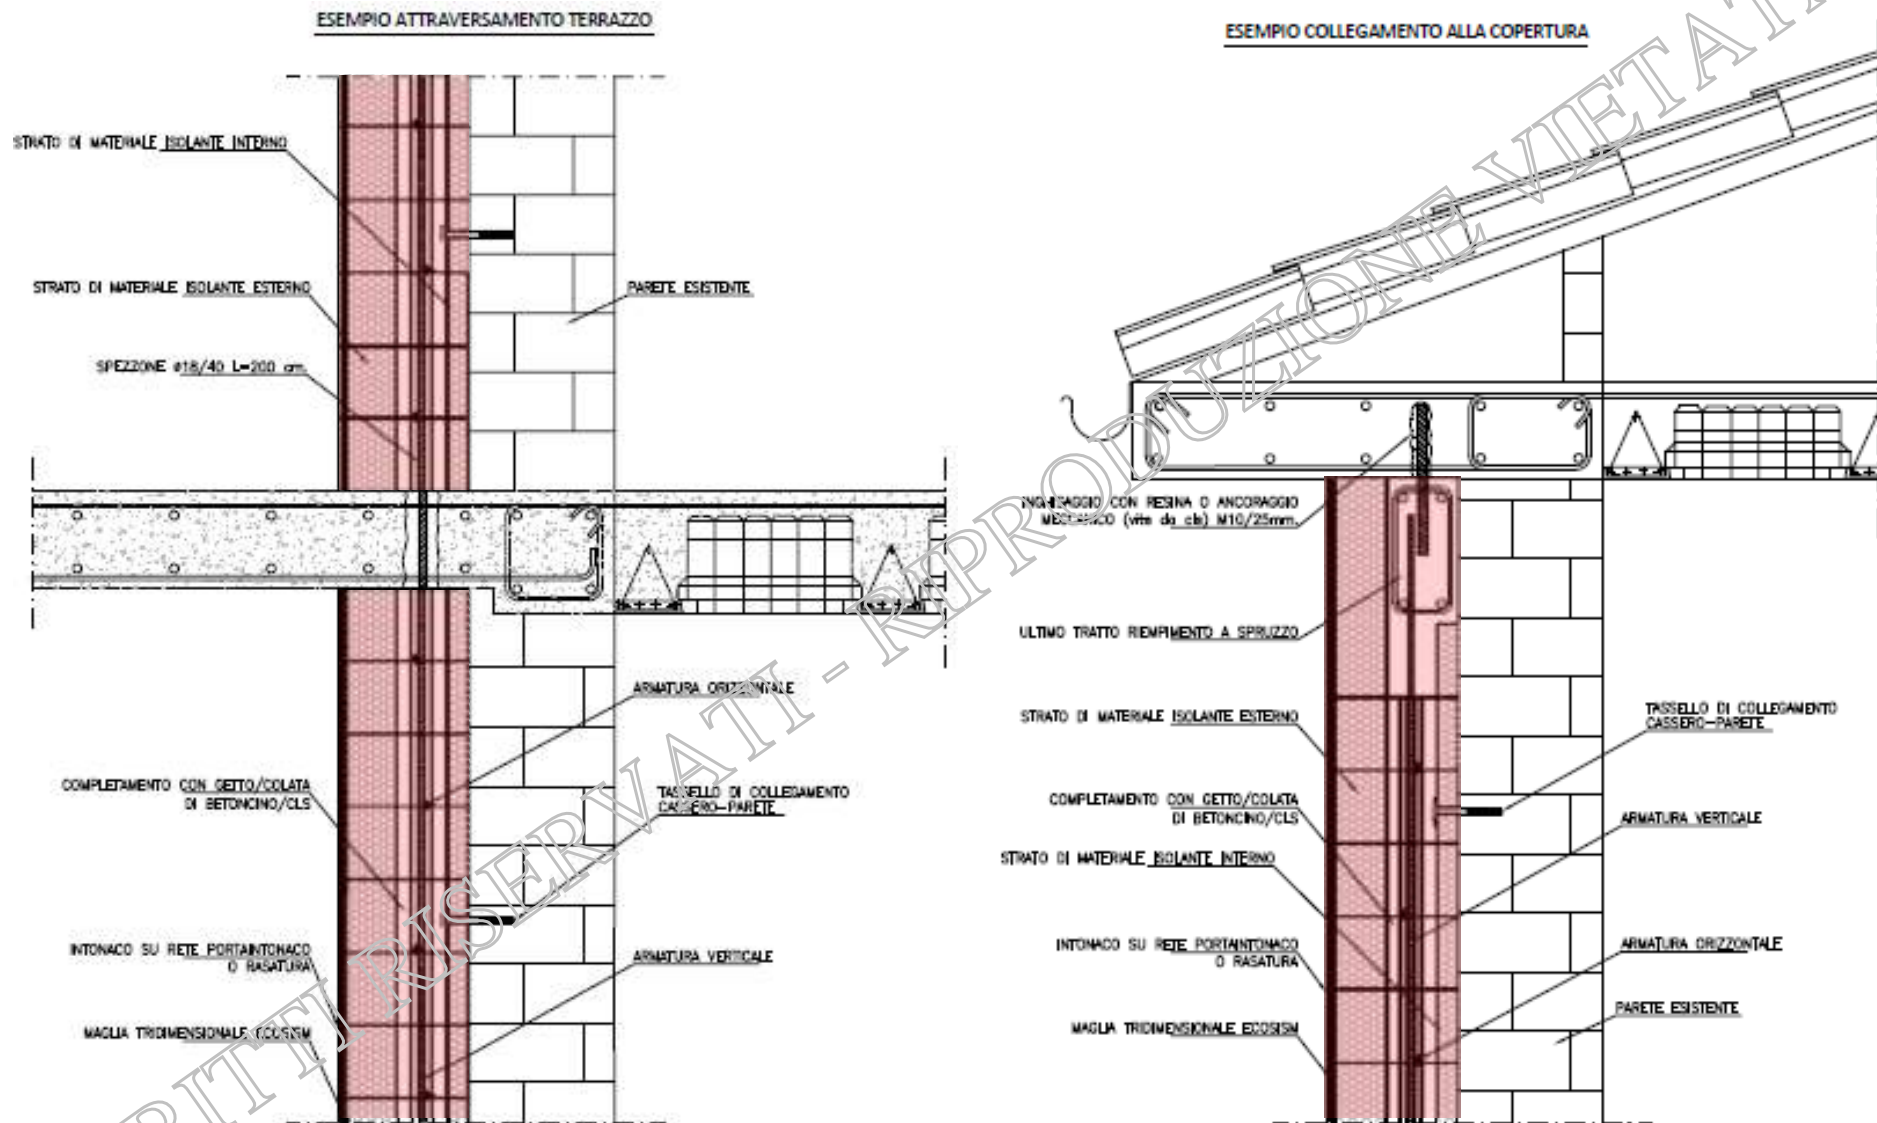 ESEMPIO ATTRAVERSAMENTO TERRAZZO
STRATO DI MATERIALE ISOLANTE INTERNO
STRATO DI MATERIALE ISOLANTE ESTERNO
PARETE ESISTENTE
SPEZZONE ø18/40 L=200 cm.
ARMATURA ORIZZONTALE
COMPLETAMENTO CON GETTO/COLATA
DI BETONCINO/CLS
TASSELLO DI COLLEGAMENTO
CASSERO-PARETE
INTONACO SU RETE PORTAINTONACO
O RASATURA
ARMATURA VERTICALE
MAGLIA TRIDIMENSIONALE ECOSISM
ESEMPIO COLLEGAMENTO ALLA COPERTURA
INGHISAGGIO CON RESINA O ANCORAGGIO
MECCANICO (vite da cls) M10/25mm.
ULTIMO TRATTO RIEMPIMENTO A SPRUZZO
STRATO DI MATERIALE ISOLANTE ESTERNO
TASSELLO DI COLLEGAMENTO
CASSERO-PARETE
COMPLETAMENTO CON GETTO/COLATA
DI BETONCINO/CLS
ARMATURA VERTICALE
STRATO DI MATERIALE ISOLANTE INTERNO
INTONACO SU RETE PORTAINTONACO
O RASATURA
ARMATURA ORIZZONTALE
PARETE ESISTENTE
MAGLIA TRIDIMENSIONALE ECOSISM
RITTI RISERVATI - RIPRODUZIONE VIETAT